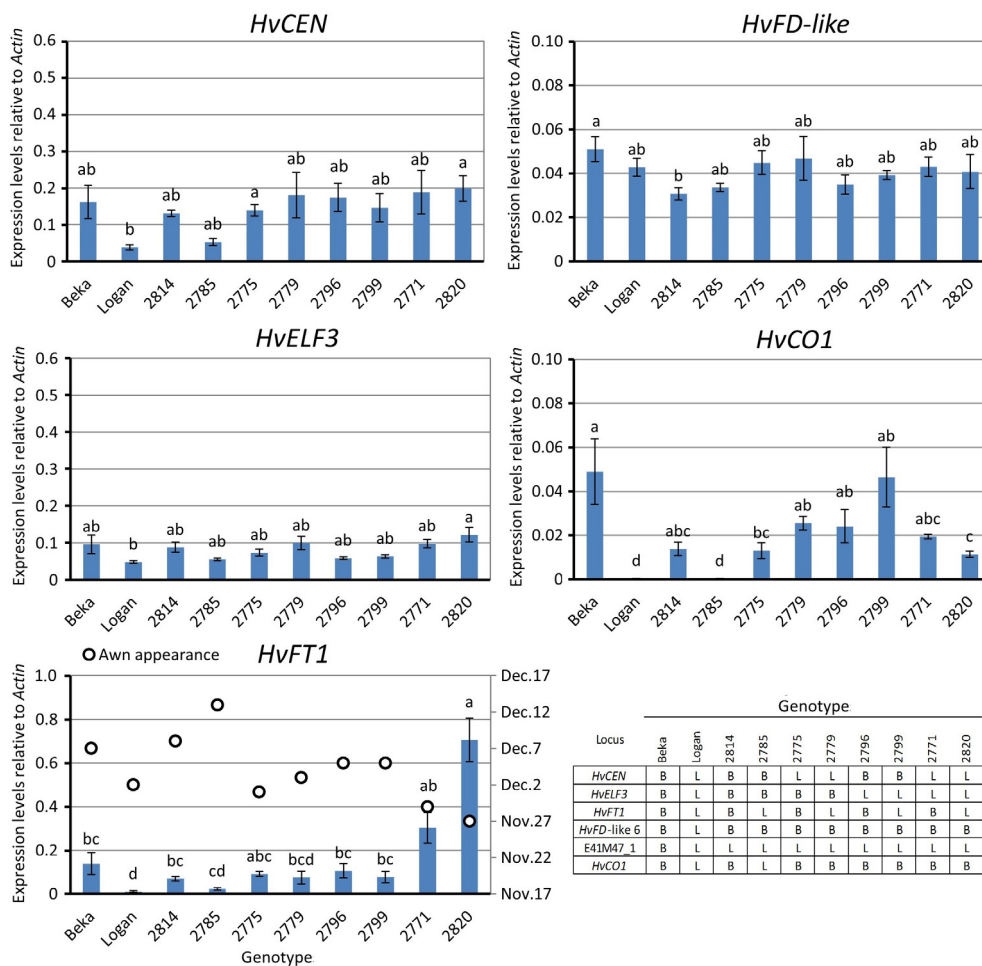 HvCEN
Expression levels relative to Actin
0.6
0.5
0.4
0.3
0.2
0.1
0
ab
b
ab
b
a
ab
ab
ab
ab
a
Beka
Logan
2814
2785
2775
2779
2796
2799
2771
2820
HvFD-like
Expression levels relative to Actin
0.10
0.08
0.06
0.04
0.02
0
a
ab
b
ab
ab
ab
ab
ab
ab
ab
Beka
Logan
2814
2785
2775
2779
2796
2799
2771
2820
HvELF3
Expression levels relative to Actin
0.6
0.5
0.4
0.3
0.2
0.1
0
ab
b
ab
ab
ab
ab
ab
ab
ab
a
Beka
Logan
2814
2785
2775
2779
2796
2799
2771
2820
HvCO1
Expression levels relative to Actin
0.10
0.08
0.06
0.04
0.02
0
a
d
abc
d
bc
ab
ab
ab
abc
c
Beka
Logan
2814
2785
2775
2779
2796
2799
2771
2820
Awn appearance
HvFT1
Expression levels relative to Actin
1.0
0.8
0.6
0.4
0.2
0
Dec.17
Dec.12
Dec.7
Dec.2
Nov.27
Nov.22
Nov.17
bc
d
bc
cd
abc
bcd
bc
bc
ab
a
Beka
Logan
2814
2785
2775
2779
2796
2799
2771
2820
Genotype
Genotype
Locus Beka Logan 2814 2785 2775 2779 2796 2799 2771 2820
HvCEN B L B B L L B B L L
HvELF3 B L B B B B L L L L
HvFT1 B L B L B L B L B L
HvFD-like 6 B L B B B B B B B B
E41M47_1 B L L L L L L L L L
HvCO1 B L B L B B B B B B